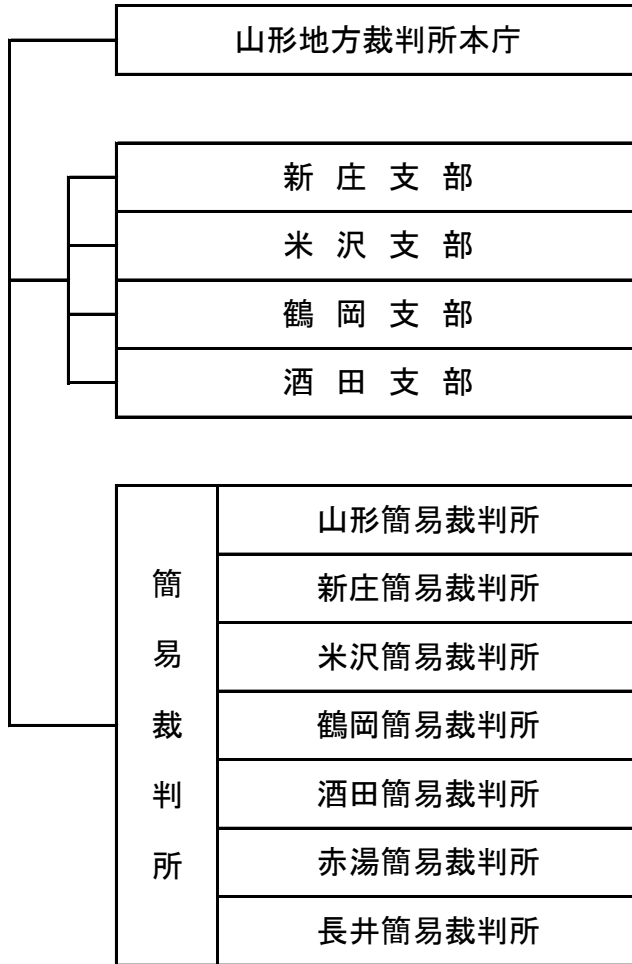 山形地方裁判所本庁
新庄支部
米沢支部
鶴岡支部
酒田支部
簡易裁判所
山形簡易裁判所
新庄簡易裁判所
米沢簡易裁判所
鶴岡簡易裁判所
酒田簡易裁判所
赤湯簡易裁判所
長井簡易裁判所